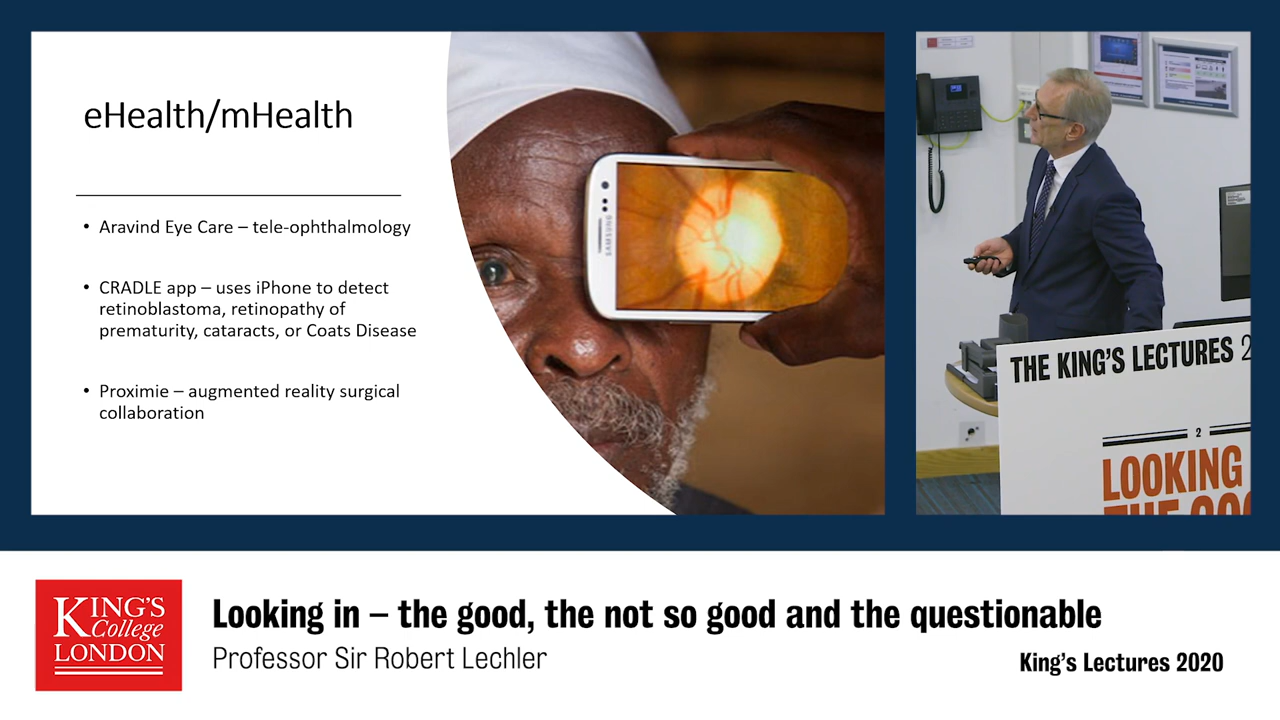 eHealth/mHealth
• Aravind Eye Care – tele-ophthalmology
• CRADLE app – uses iPhone to detect
retinoblastoma, retinopathy of
prematurity, cataracts, or Coats Disease
• Proximie – augmented reality surgical
collaboration
SAMSUNG
THE KING'S LECTURES 2
2
LOOKING
THE GOO
KING'S
College
LONDON
Looking in – the good, the not so good and the questionable
Professor Sir Robert Lechler
King's Lectures 2020